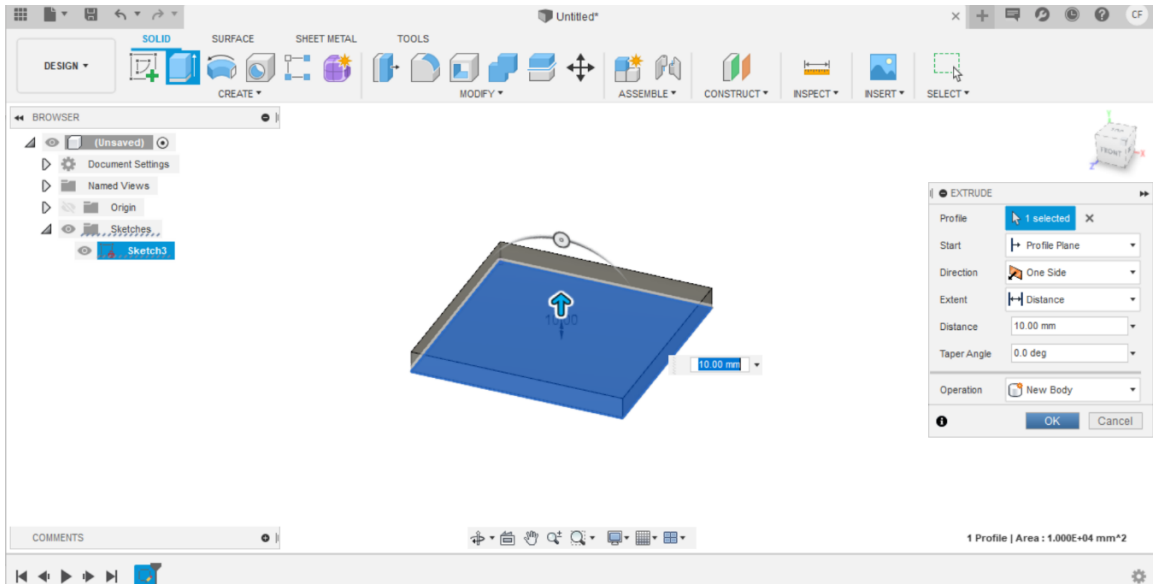 Untitled*
CF
DESIGN
SOLID
SURFACE
SHEET METAL
TOOLS
CREATE
MODIFY
ASSEMBLE
CONSTRUCT
INSPECT
INSERT
SELECT
BROWSER
(Unsaved)
Document Settings
Named Views
Origin
Sketches
Sketch3
FRONT
X
Z
10.00
10.00 mm
EXTRUDE
Profile
1 selected
Start
Profile Plane
Direction
One Side
Extent
Distance
Distance
10.00 mm
Taper Angle
0.0 deg
Operation
New Body
OK
Cancel
COMMENTS
1 Profile | Area : 1.000E+04 mm^2